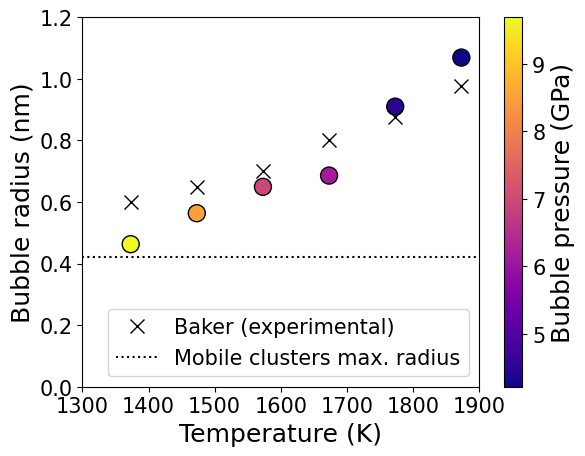 1.2
1.0
0.8
0.6
0.4
0.2
0.0
Bubble radius (nm)
Baker (experimental)
Mobile clusters max. radius
1300 1400 1500 1600 1700 1800 1900
Temperature (K)
9
8
7
6
5
Bubble pressure (GPa)